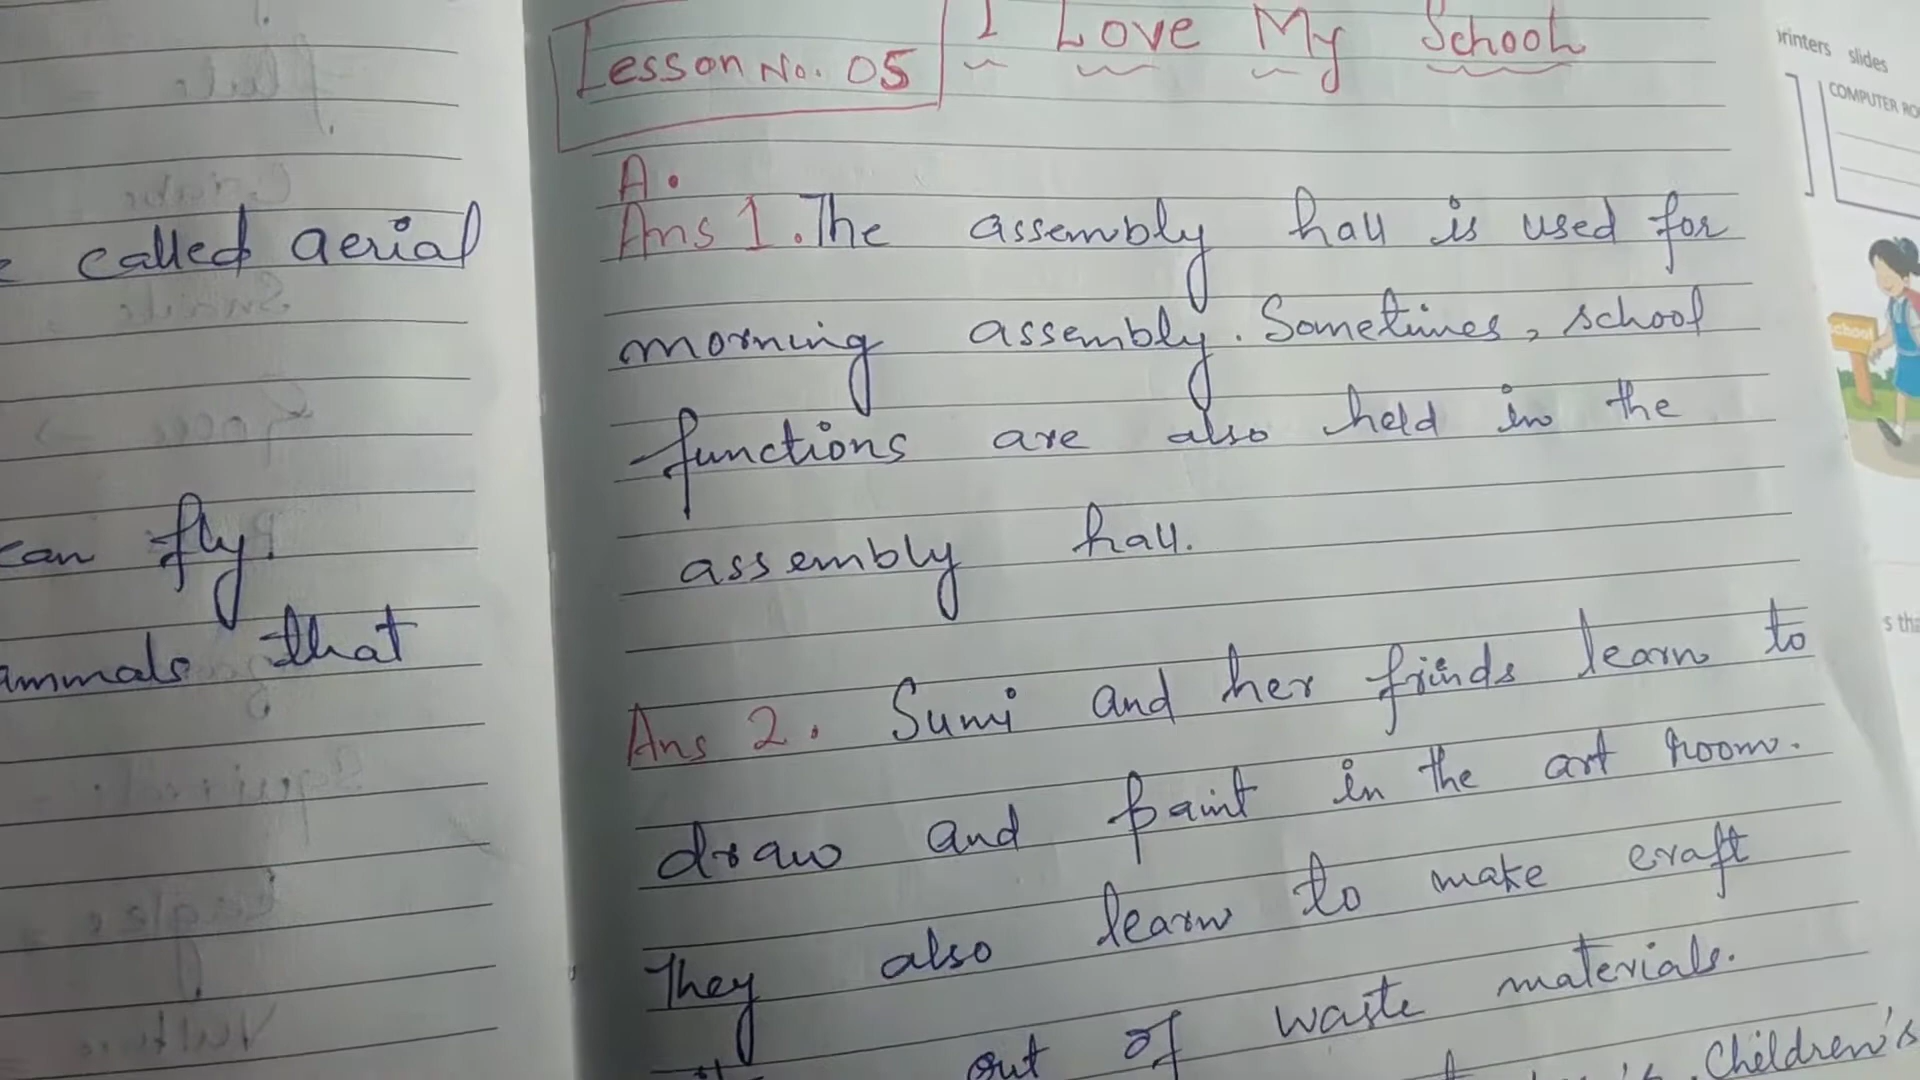 called aerial
can fly.
that
Lesson No. 05 I Love My School
A.
Ans 1. The assembly hall is used for
morning assembly. Sometimes, school
functions are also held in the
assembly hall.
Ans 2. Sumi and her friends learn to
draw and paint in the art room.
They also learn to make craft
out of waste materials.
Children's
slides
COMPUTER